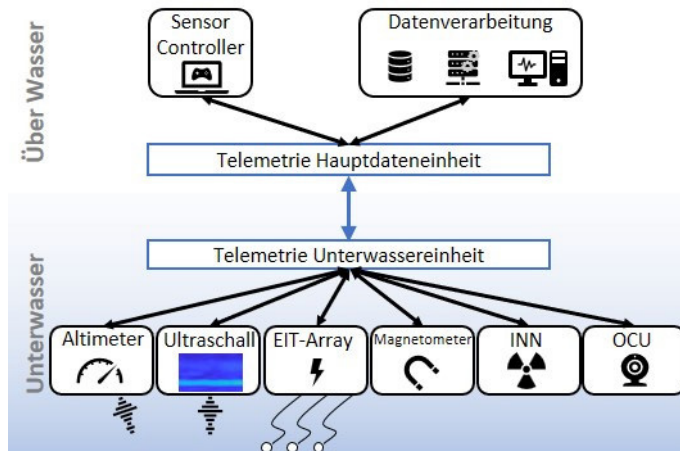 Über Wasser
Sensor
Controller
Datenverarbeitung
Telemetrie Hauptdateneinheit
Unterwasser
Telemetrie Unterwassereinheit
Altimeter
Ultraschall
EIT-Array
Magnetometer
INN
OCU